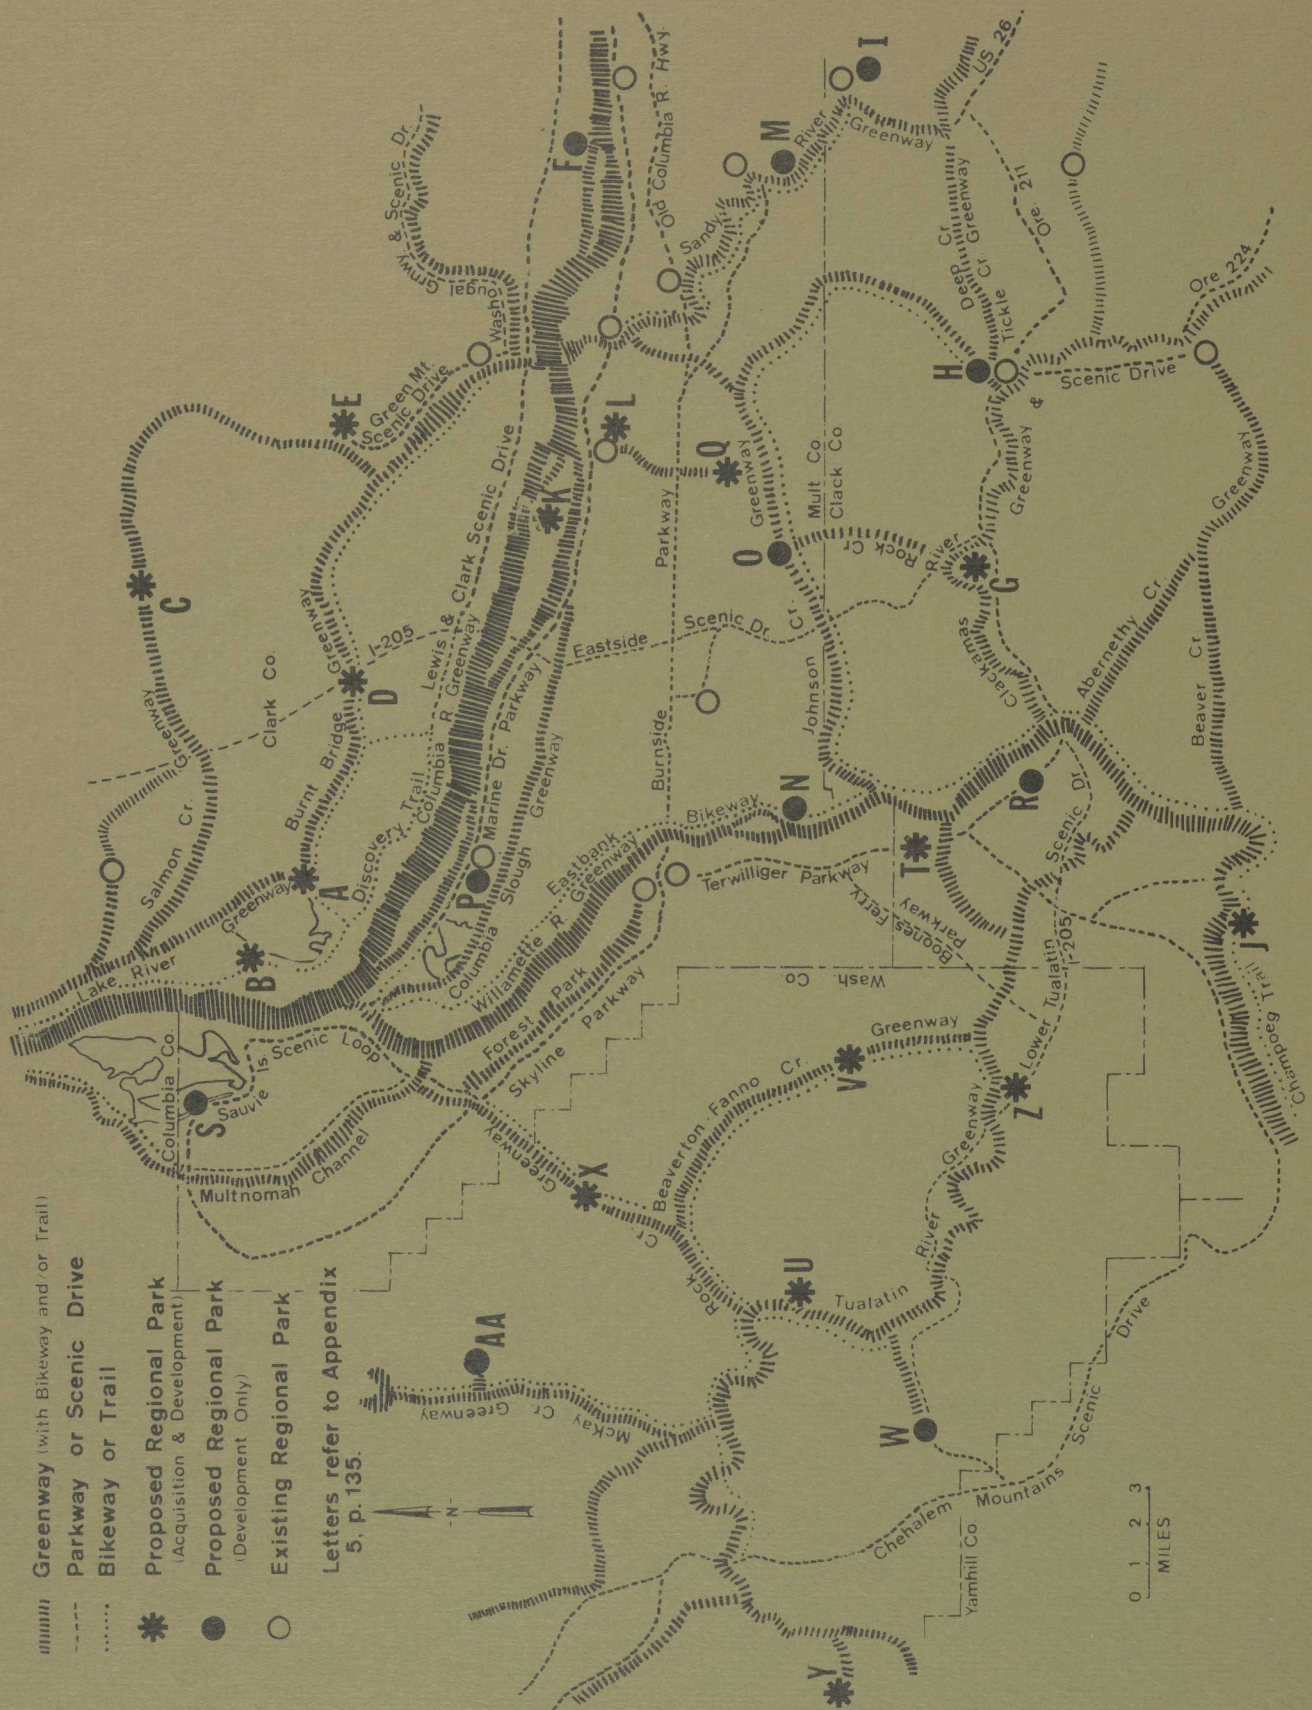 Greenway (with Bikeway and/or Trail)
Parkway or Scenic Drive
Bikeway or Trail
Proposed Regional Park
(Acquisition & Development)
Proposed Regional Park
(Development Only)
Existing Regional Park
Letters refer to Appendix
5, p. 135.
-N-
0 1 2 3
MILES
Lake River
Salmon Cr.
Greenway
Clark Co.
C
Greenway
B
A
Burnt Bridge
Greenway
D
I-205
E
Green Mt.
Scenic Drive
Washougal
Grnwy & Scenic Dr.
F
Discovery Trail
Lewis & Clark Scenic Drive
Columbia R Greenway
Marine Dr. Parkway
P
Columbia Slough Greenway
K
L
Old Columbia R. Hwy.
Columbia Co.
S
Sauvie Is Scenic Loop
Multnomah Channel
Willamette R Greenway
Eastbank Bikeway
Forest Park
Skyline Parkway
Burnside Parkway
Eastside Scenic Dr.
Q
Greenway
O
Johnson Cr.
Mult Co
Clack Co.
Sandy River Greenway
M
I
US 26
Rock Cr
N
Terwilliger Parkway
T
R
Boones Ferry Parkway
Wash. Co
Clackamas River Greenway
G
H
& Scenic Drive
Deep Cr Greenway
Tickle Cr
Ore. 211
Ore 224
Abernethy Cr.
Beaver Cr Greenway
Lower Tualatin Scenic Dr
I-205
J
Champoeg Trail
X
Rock Cr Greenway
Beaverton-Fanno Cr. Greenway
V
Z
Tualatin River Greenway
U
W
AA
McKay Cr Greenway
Chehalem Mountains Scenic Drive
Yamhill Co
Y